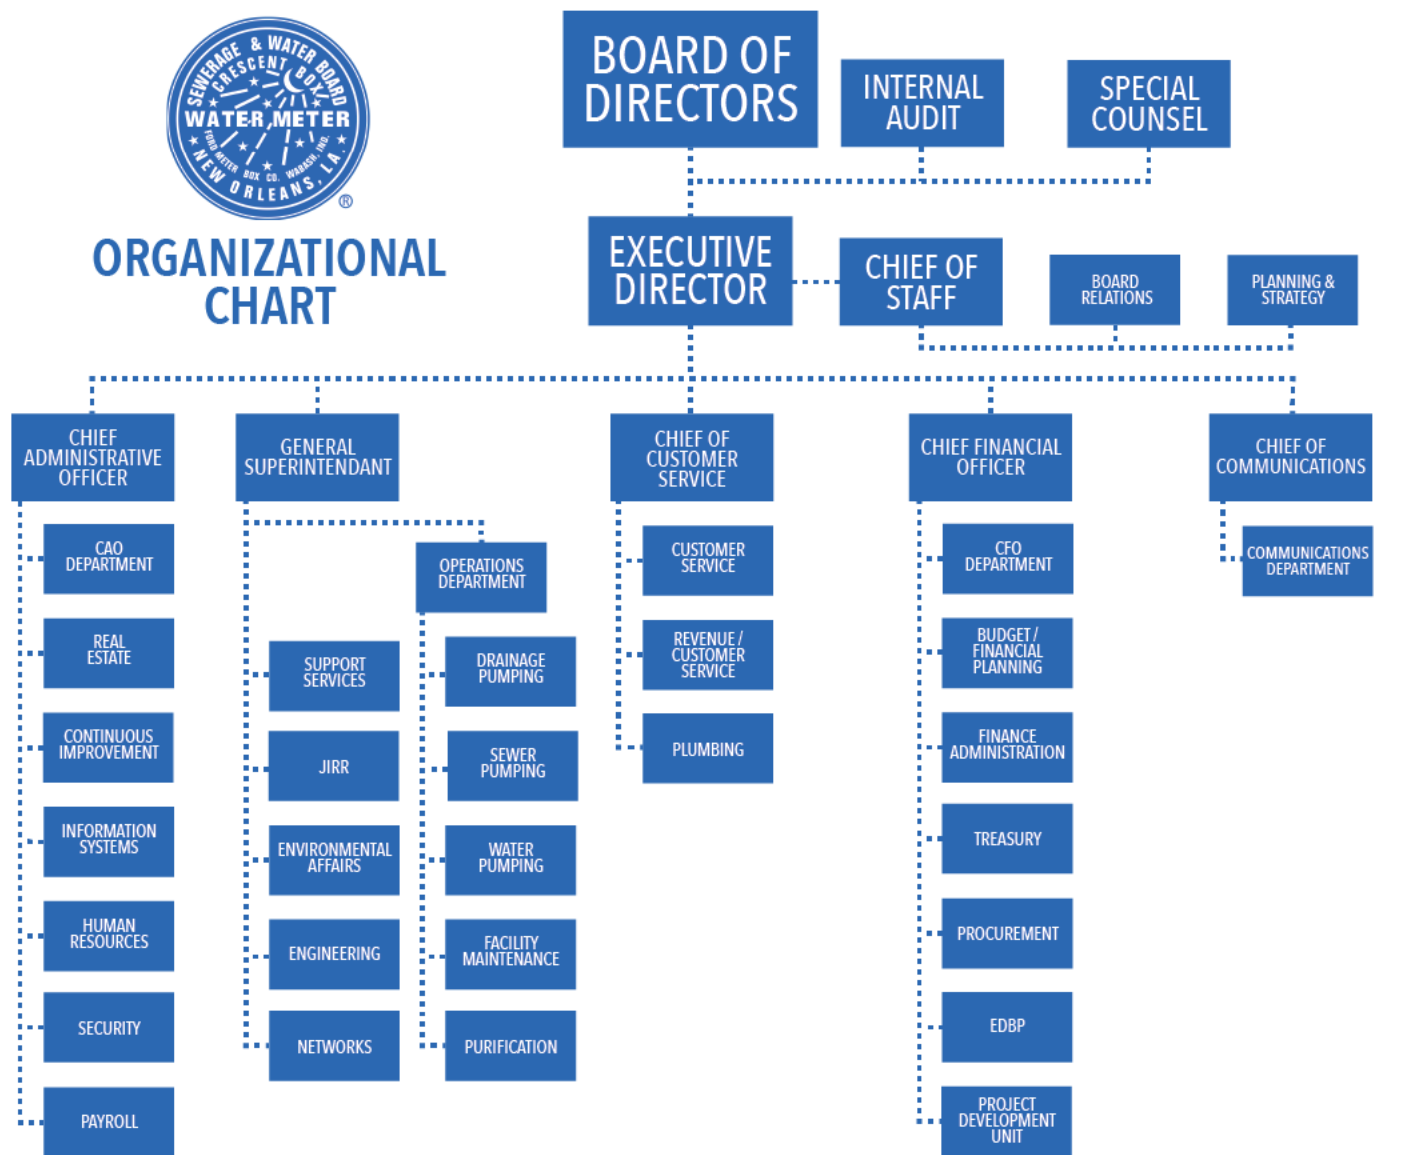 SEWERAGE & WATER BOARD
CRESCENT BOX
WATER METER
FORD METER BOX CO. WABASH, IND.
NEW ORLEANS, LA.
®
ORGANIZATIONAL
CHART
BOARD OF
DIRECTORS
INTERNAL
AUDIT
SPECIAL
COUNSEL
EXECUTIVE
DIRECTOR
CHIEF OF
STAFF
BOARD
RELATIONS
PLANNING &
STRATEGY
CHIEF
ADMINISTRATIVE
OFFICER
CAO
DEPARTMENT
REAL
ESTATE
CONTINUOUS
IMPROVEMENT
INFORMATION
SYSTEMS
HUMAN
RESOURCES
SECURITY
PAYROLL
GENERAL
SUPERINTENDANT
SUPPORT
SERVICES
JIRR
ENVIRONMENTAL
AFFAIRS
ENGINEERING
NETWORKS
OPERATIONS
DEPARTMENT
DRAINAGE
PUMPING
SEWER
PUMPING
WATER
PUMPING
FACILITY
MAINTENANCE
PURIFICATION
CHIEF OF
CUSTOMER
SERVICE
CUSTOMER
SERVICE
REVENUE /
CUSTOMER
SERVICE
PLUMBING
CHIEF FINANCIAL
OFFICER
CFO
DEPARTMENT
BUDGET /
FINANCIAL
PLANNING
FINANCE
ADMINISTRATION
TREASURY
PROCUREMENT
EDBP
PROJECT
DEVELOPMENT
UNIT
CHIEF OF
COMMUNICATIONS
COMMUNICATIONS
DEPARTMENT